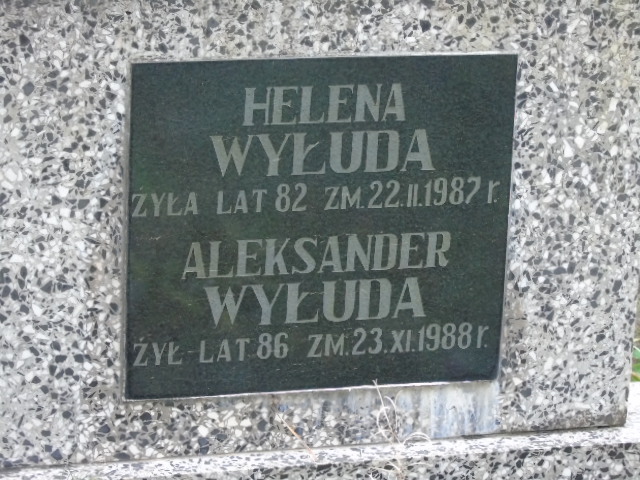 HELENA
WYŁUDA
ŻYŁA LAT 82 ZM. 22.II.1987 r.
ALEKSANDER
WYŁUDA
ŻYŁ LAT 86 ZM. 23.XI.1988 r.